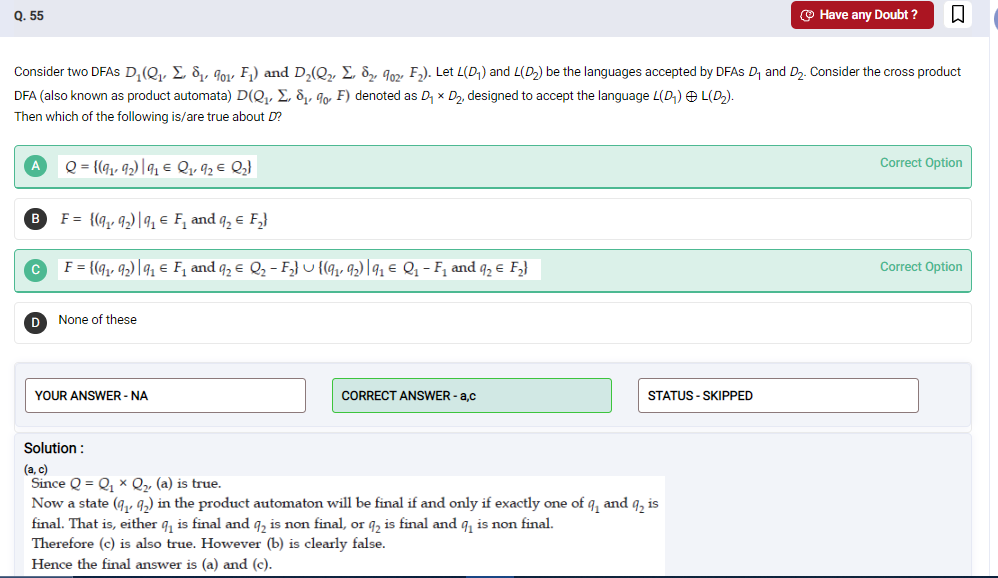 Q. 55
Have any Doubt ?
Consider two DFAs D₁(Q₁, Σ, δ₁, q₀₁, F₁) and D₂(Q₂, Σ, δ₂, q₀₂, F₂). Let L(D₁) and L(D₂) be the languages accepted by DFAs D₁ and D₂. Consider the cross product
DFA (also known as product automata) D(Q₁, Σ, δ₁, q₀, F) denoted as D₁ × D₂, designed to accept the language L(D₁) ⊕ L(D₂).
Then which of the following is/are true about D?
A Q = {(q₁, q₂)|q₁ ∈ Q₁, q₂ ∈ Q₂} Correct Option
B F = {(q₁, q₂)|q₁ ∈ F₁ and q₂ ∈ F₂}
C F = {(q₁, q₂)|q₁ ∈ F₁ and q₂ ∈ Q₂ – F₂} ∪ {(q₁, q₂)|q₁ ∈ Q₁ – F₁ and q₂ ∈ F₂} Correct Option
D None of these
YOUR ANSWER - NA CORRECT ANSWER - a,c STATUS - SKIPPED
Solution :
(a, c)
Since Q = Q₁ × Q₂, (a) is true.
Now a state (q₁, q₂) in the product automaton will be final if and only if exactly one of q₁ and q₂ is
final. That is, either q₁ is final and q₂ is non final, or q₂ is final and q₁ is non final.
Therefore (c) is also true. However (b) is clearly false.
Hence the final answer is (a) and (c).